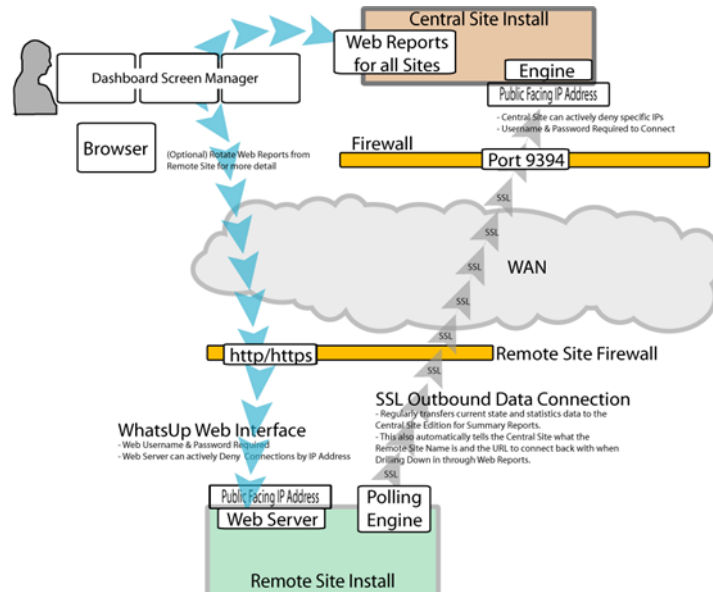 Central Site Install
Web Reports
for all Sites
Engine
Public Facing IP Address
- Central Site can actively deny specific IPs
- Username & Password Required to Connect
Dashboard Screen Manager
Browser
(Optional) Rotate Web Reports from
Remote Site for more detail
Firewall
Port 9394
SSL
SSL
SSL
WAN
SSL
SSL
SSL
SSL
http/https
Remote Site Firewall
SSL Outbound Data Connection
- Regularly transfers current state and statistics data to the
Central Site Edition for Summary Reports.
- This also automatically tells the Central Site what the
Remote Site Name is and the URL to connect back with when
Drilling Down in through Web Reports.
SSL
WhatsUp Web Interface
- Web Username & Password Required
- Web Server can actively Deny Connections by IP Address
Public Facing IP Address
Web Server
Polling
Engine
Remote Site Install